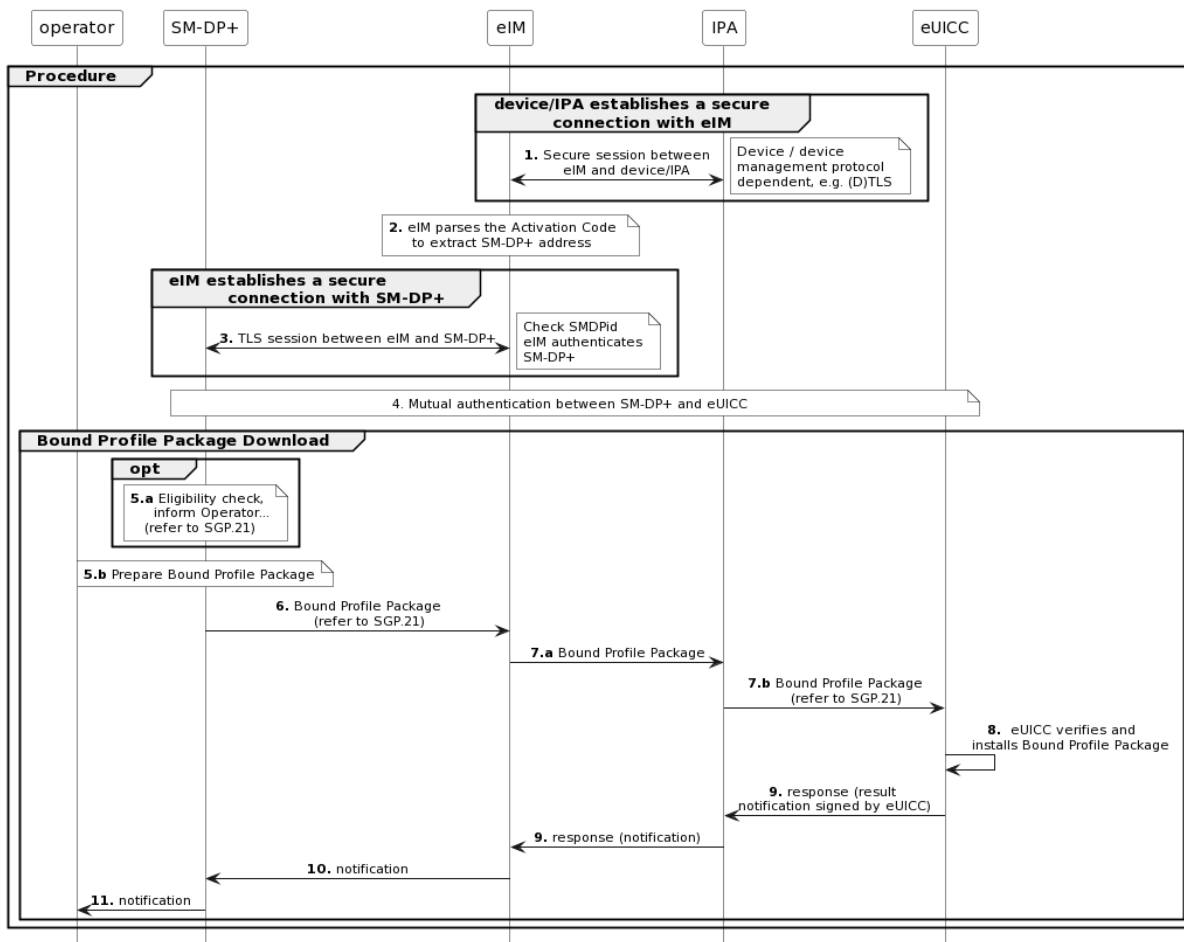 operator
SM-DP+
eIM
IPA
eUICC
Procedure
device/IPA establishes a secure
connection with eIM
1. Secure session between
eIM and device/IPA
Device / device
management protocol
dependent, e.g. (D)TLS
2. eIM parses the Activation Code
to extract SM-DP+ address
eIM establishes a secure
connection with SM-DP+
3. TLS session between eIM and SM-DP+
Check SMDPid
eIM authenticates
SM-DP+
4. Mutual authentication between SM-DP+ and eUICC
Bound Profile Package Download
opt
5.a Eligibility check,
inform Operator...
(refer to SGP.21)
5.b Prepare Bound Profile Package
6. Bound Profile Package
(refer to SGP.21)
7.a Bound Profile Package
7.b Bound Profile Package
(refer to SGP.21)
8. eUICC verifies and
installs Bound Profile Package
9. response (result
notification signed by eUICC)
9. response (notification)
10. notification
11. notification